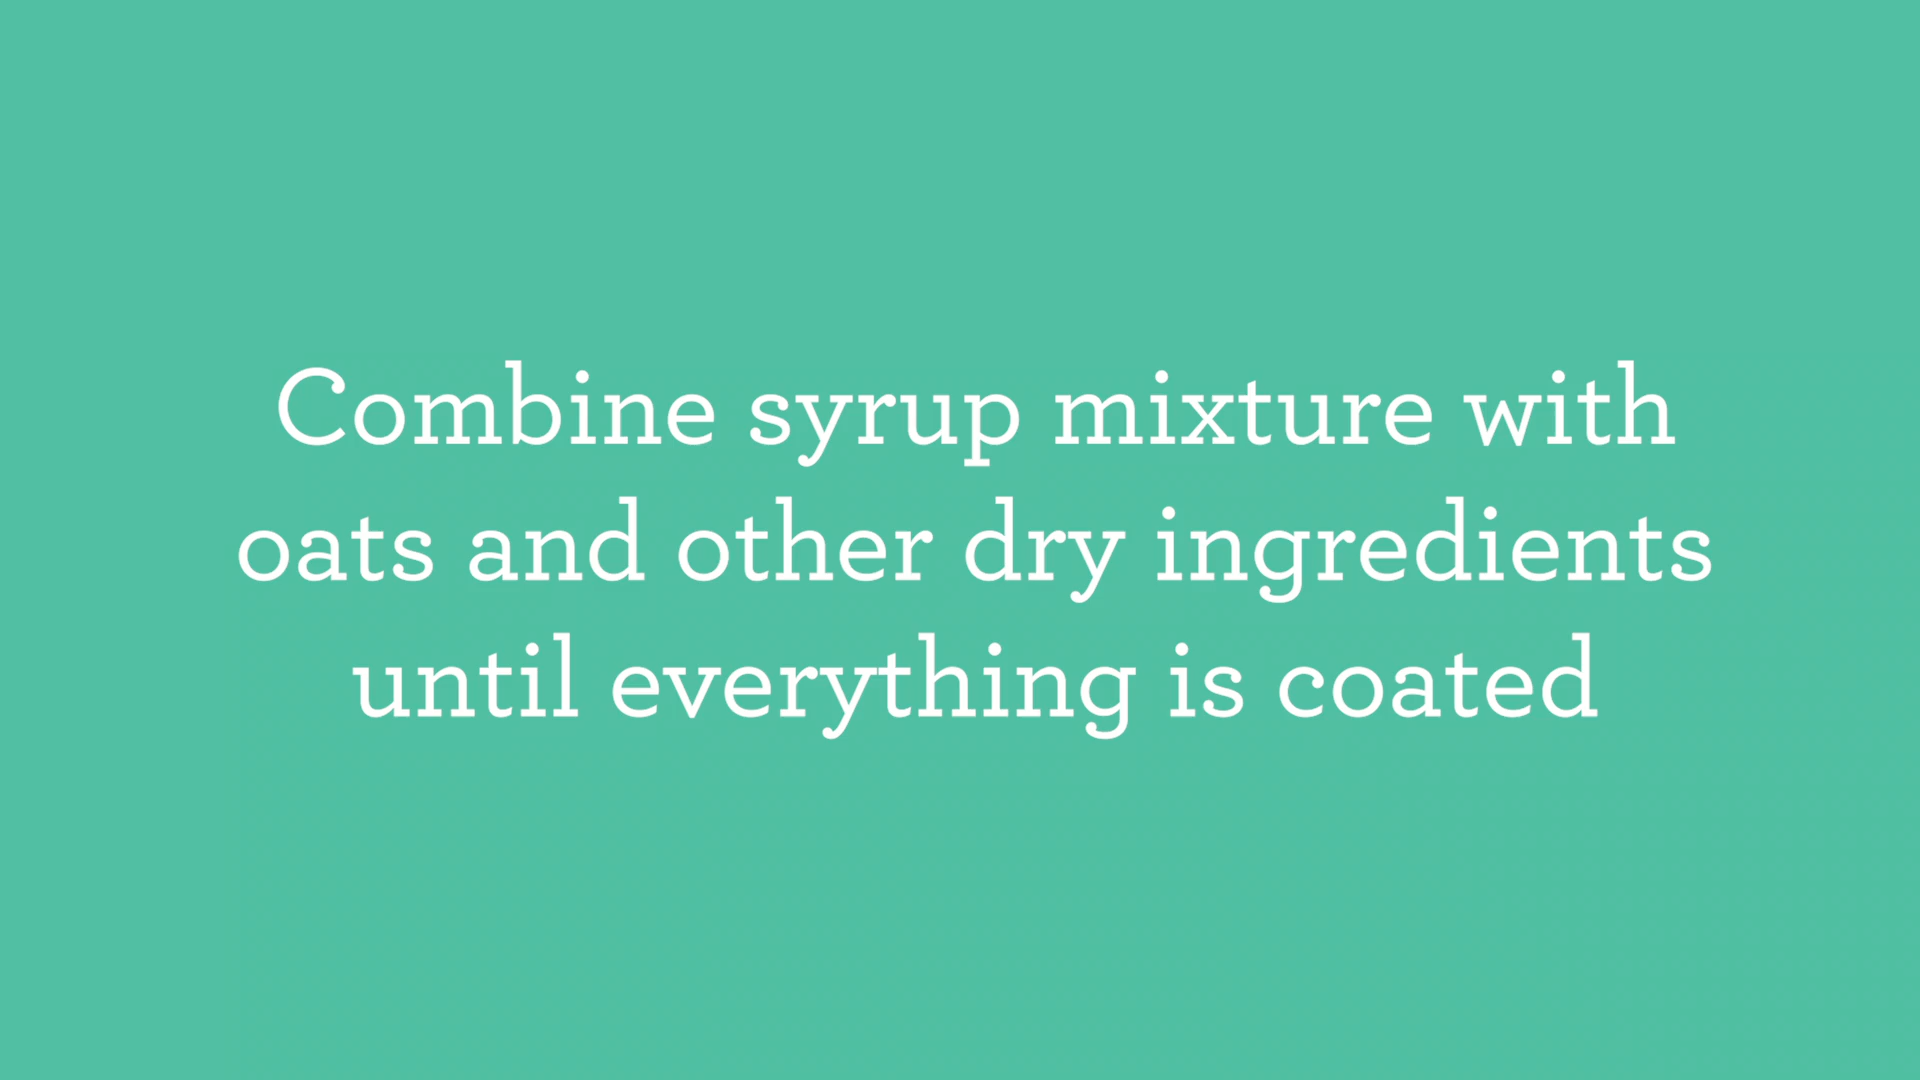 Combine syrup mixture with
oats and other dry ingredients
until everything is coated